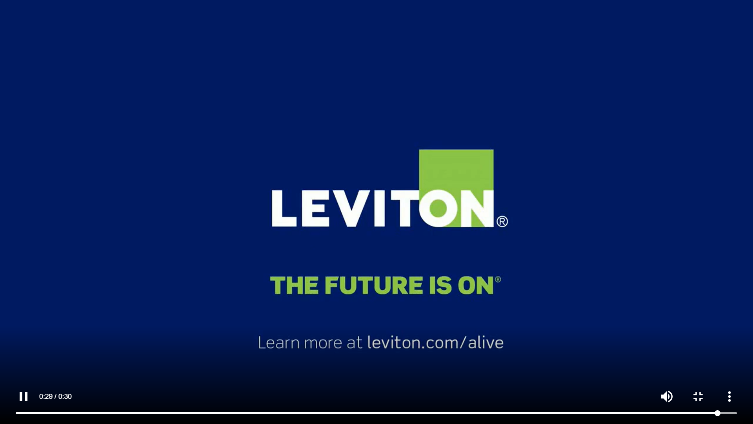 LEVITON®
THE FUTURE IS ON®
Learn more at leviton.com/alive
0:29 / 0:30